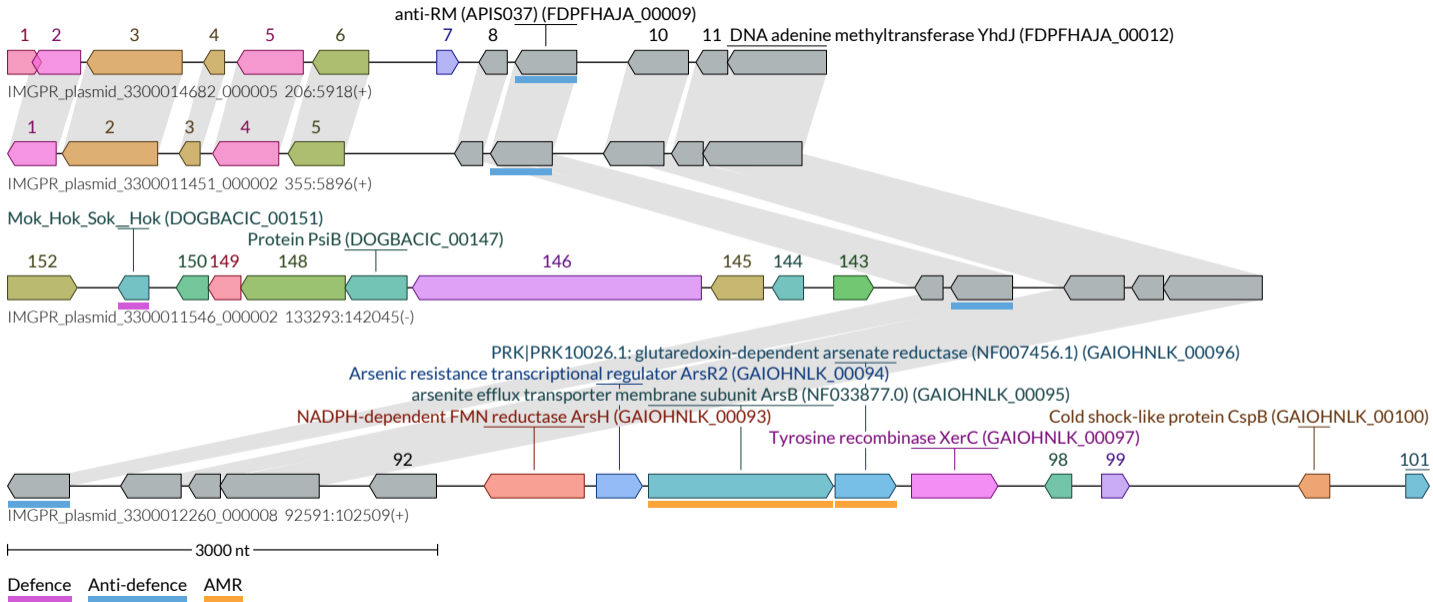 anti-RM (APIS037) (FDPFHAJA_00009)
1 2 3 4 5 6 7 8 10 11 DNA adenine methyltransferase YhdJ (FDPFHAJA_00012)
IMGPR_plasmid_3300014682_000005 206:5918(+)
1 2 3 4 5
IMGPR_plasmid_3300011451_000002 355:5896(+)
Mok_Hok_Sok__Hok (DOGBACIC_00151)
Protein PsiB (DOGBACIC_00147)
152 150 149 148 146 145 144 143
IMGPR_plasmid_3300011546_000002 133293:142045(-)
PRK|PRK10026.1: glutaredoxin-dependent arsenate reductase (NF007456.1) (GAIOHNLK_00096)
Arsenic resistance transcriptional regulator ArsR2 (GAIOHNLK_00094)
arsenite efflux transporter membrane subunit ArsB (NF033877.0) (GAIOHNLK_00095)
NADPH-dependent FMN reductase ArsH (GAIOHNLK_00093) Cold shock-like protein CspB (GAIOHNLK_00100)
Tyrosine recombinase XerC (GAIOHNLK_00097)
92 98 99 101
IMGPR_plasmid_3300012260_000008 92591:102509(+)
3000 nt
Defence Anti-defence AMR